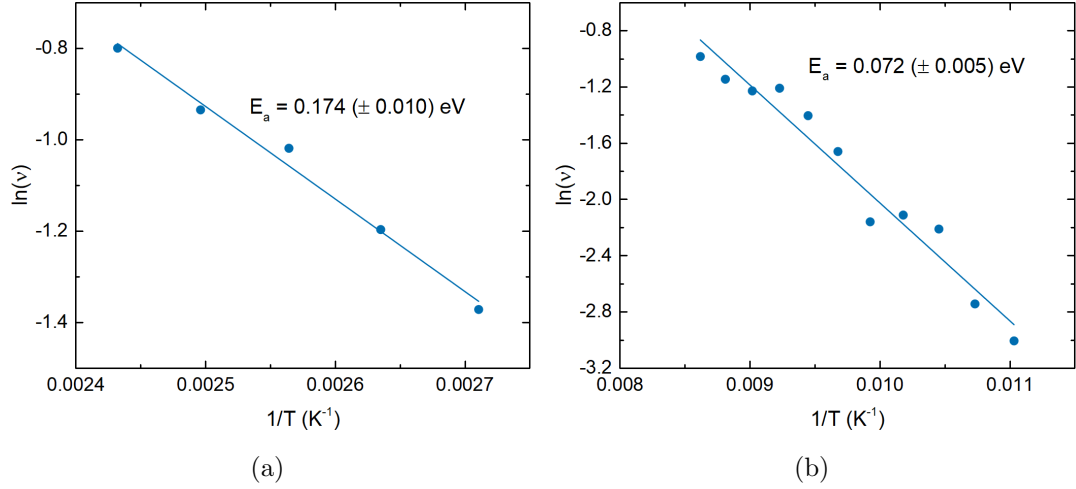 -0.8
-1.0
-1.2
-1.4
ln(ν)
E_a = 0.174 (± 0.010) eV
0.0024
0.0025
0.0026
0.0027
1/T (K⁻¹)
(a)
-0.8
-1.2
-1.6
-2.0
-2.4
-2.8
-3.2
ln(ν)
E_a = 0.072 (± 0.005) eV
0.008
0.009
0.010
0.011
1/T (K⁻¹)
(b)